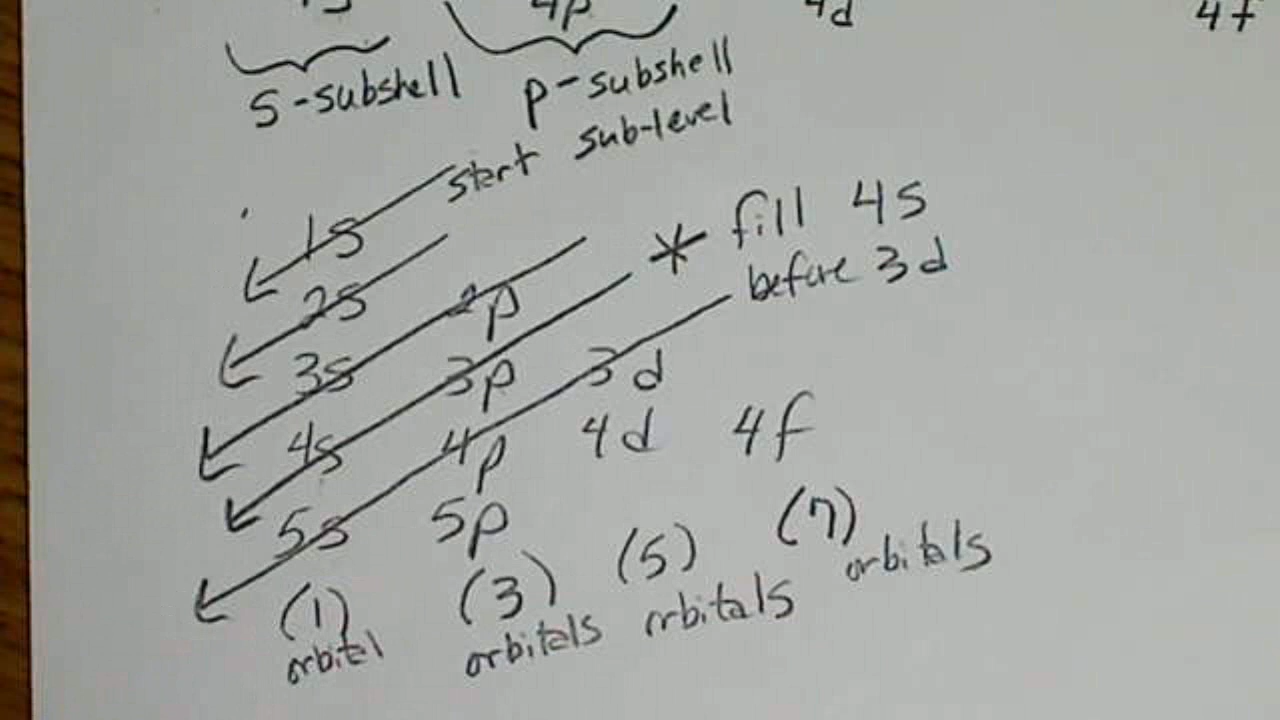 4p 4d 4f
s-subshell p-subshell
start sub-level
1s * fill 4s
2s 2p before 3d
3s 3p 3d
4s 4p 4d 4f
5s 5p
(1) (3) (5) (7)
orbital orbitals orbitals orbitals